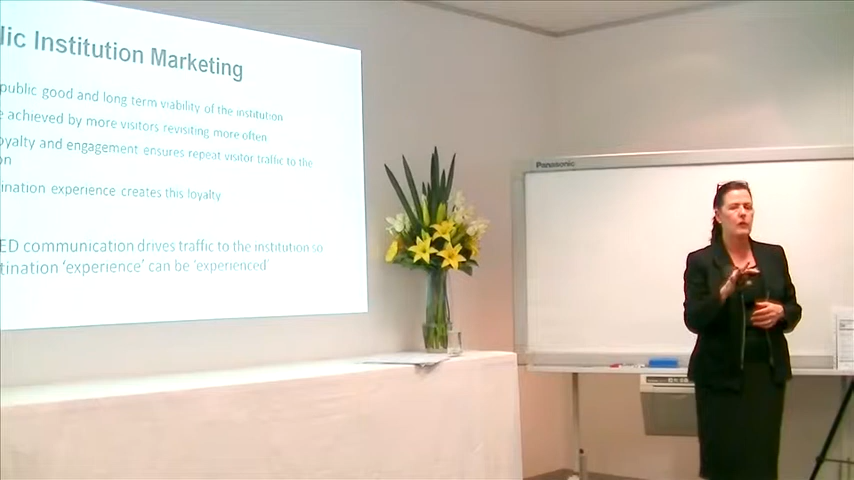 lic Institution Marketing
public good and long term viability of the institution
e achieved by more visitors revisiting more often
oyalty and engagement ensures repeat visitor traffic to the
on
ination experience creates this loyalty
ED communication drives traffic to the institution so
tination 'experience' can be 'experienced'
Panasonic